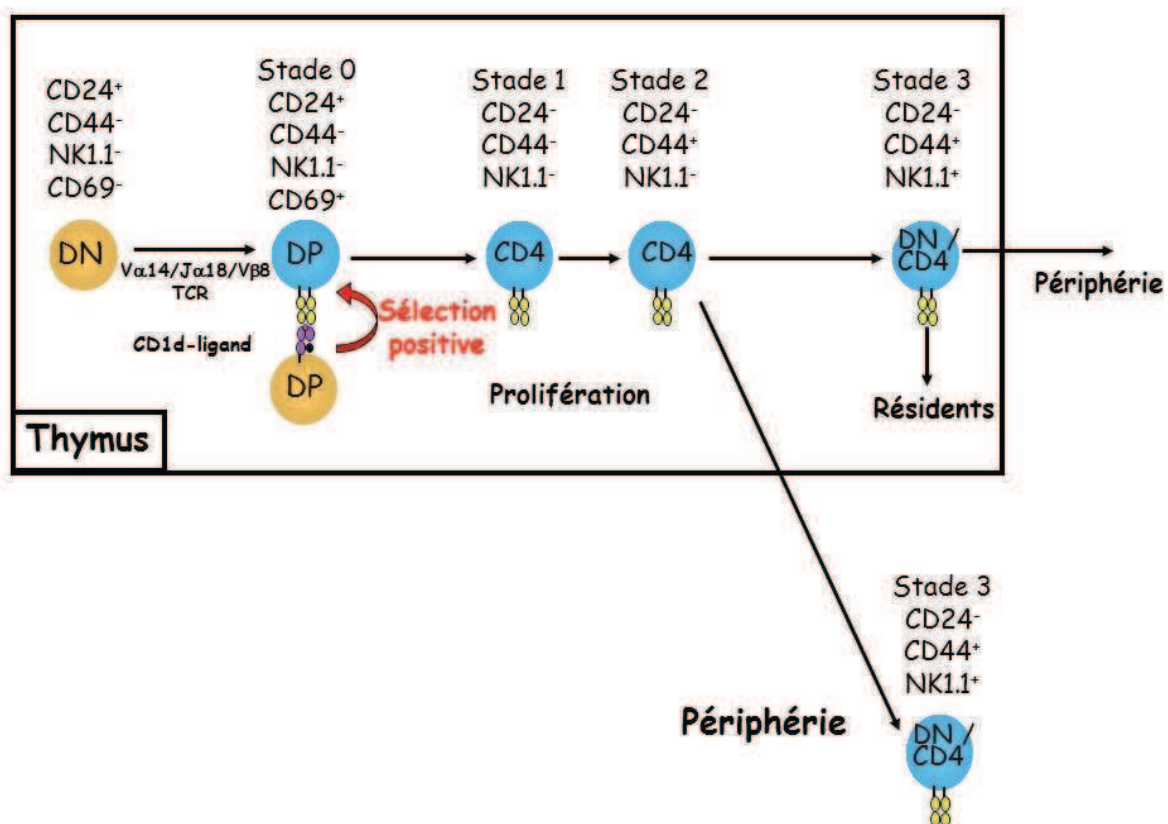 CD24⁺
CD44⁻
NK1.1⁻
CD69⁻
DN
Vα14/Jα18/Vβ8
TCR
Stade 0
CD24⁺
CD44⁻
NK1.1⁻
CD69⁺
DP
CD1d-ligand
DP
Sélection
positive
Stade 1
CD24⁻
CD44⁻
NK1.1⁻
CD4
Stade 2
CD24⁻
CD44⁺
NK1.1⁻
CD4
Prolifération
Stade 3
CD24⁻
CD44⁺
NK1.1⁺
DN /
CD4
Résidents
Périphérie
Thymus
Stade 3
CD24⁻
CD44⁺
NK1.1⁺
Périphérie
DN /
CD4